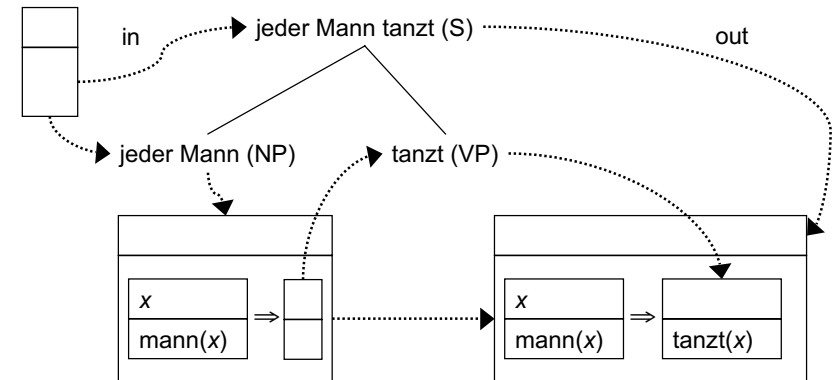 in
jeder Mann tanzt (S)
out
jeder Mann (NP)
tanzt (VP)
x
⇒
mann(x)
x
⇒
mann(x)
tanzt(x)